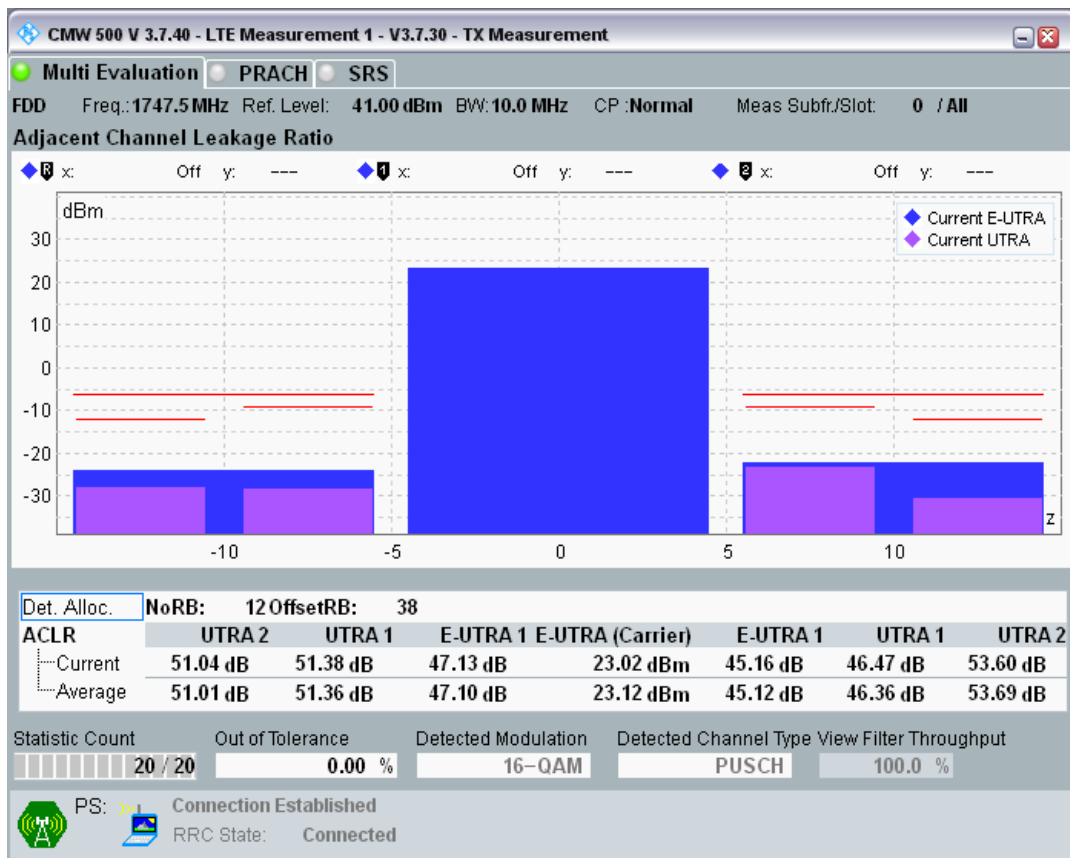 CMW 500 V 3.7.40 - LTE Measurement 1 - V3.7.30 - TX Measurement
Multi Evaluation PRACH SRS
FDD Freq.: 1747.5 MHz Ref. Level: 41.00 dBm BW: 10.0 MHz CP :Normal Meas Subfr./Slot: 0 / All
Adjacent Channel Leakage Ratio
R x: Off y: --- 1 x: Off y: --- 2 x: Off y: ---
dBm
Current E-UTRA
Current UTRA
30
20
10
0
-10
-20
-30
z
-10 -5 0 5 10
Det. Alloc. NoRB: 12 OffsetRB: 38
ACLR UTRA 2 UTRA 1 E-UTRA 1 E-UTRA (Carrier) E-UTRA 1 UTRA 1 UTRA 2
Current 51.04 dB 51.38 dB 47.13 dB 23.02 dBm 45.16 dB 46.47 dB 53.60 dB
Average 51.01 dB 51.36 dB 47.10 dB 23.12 dBm 45.12 dB 46.36 dB 53.69 dB
Statistic Count Out of Tolerance Detected Modulation Detected Channel Type View Filter Throughput
20 / 20 0.00 % 16-QAM PUSCH 100.0 %
PS: Connection Established
RRC State: Connected